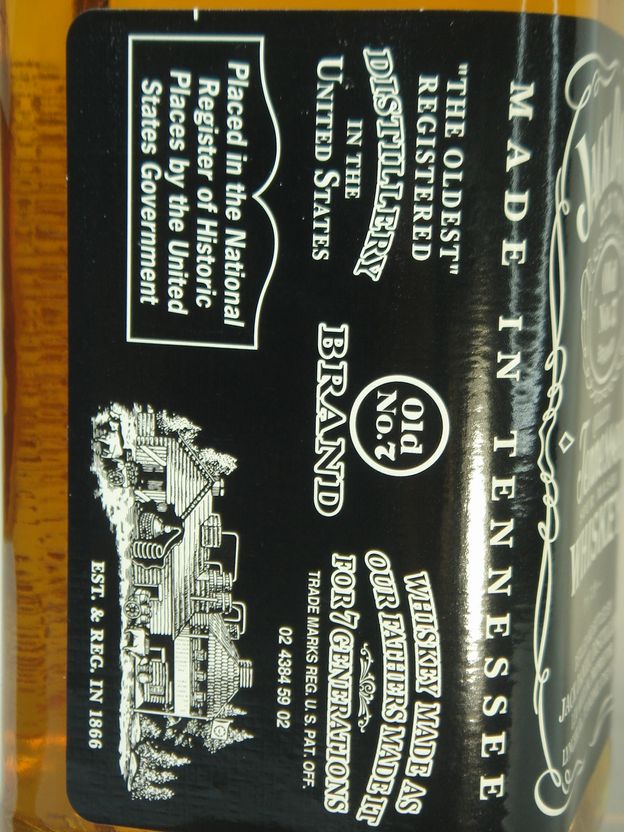 MADE IN TENNESSEE
"THE OLDEST"
REGISTERED
DISTILLERY
IN THE
UNITED STATES
Old
No. 7
BRAND
WHISKEY MADE AS
OUR FATHERS MADE IT
FOR 7 GENERATIONS
TRADE MARKS REG. U.S. PAT. OFF.
02 4384 59 02
Placed in the National
Register of Historic
Places by the United
States Government
EST. & REG. IN 1866